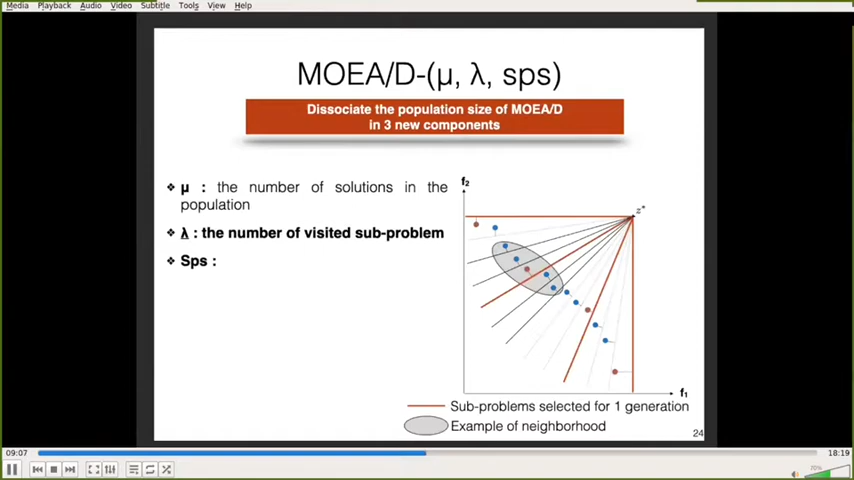 Media Playback Audio Video Subtitle Tools View Help
MOEA/D-(μ, λ, sps)
Dissociate the population size of MOEA/D
in 3 new components
❖ μ : the number of solutions in the
population
❖ λ : the number of visited sub-problem
❖ Sps :
f2
z*
f1
Sub-problems selected for 1 generation
Example of neighborhood
24
09:07
18:19
70%